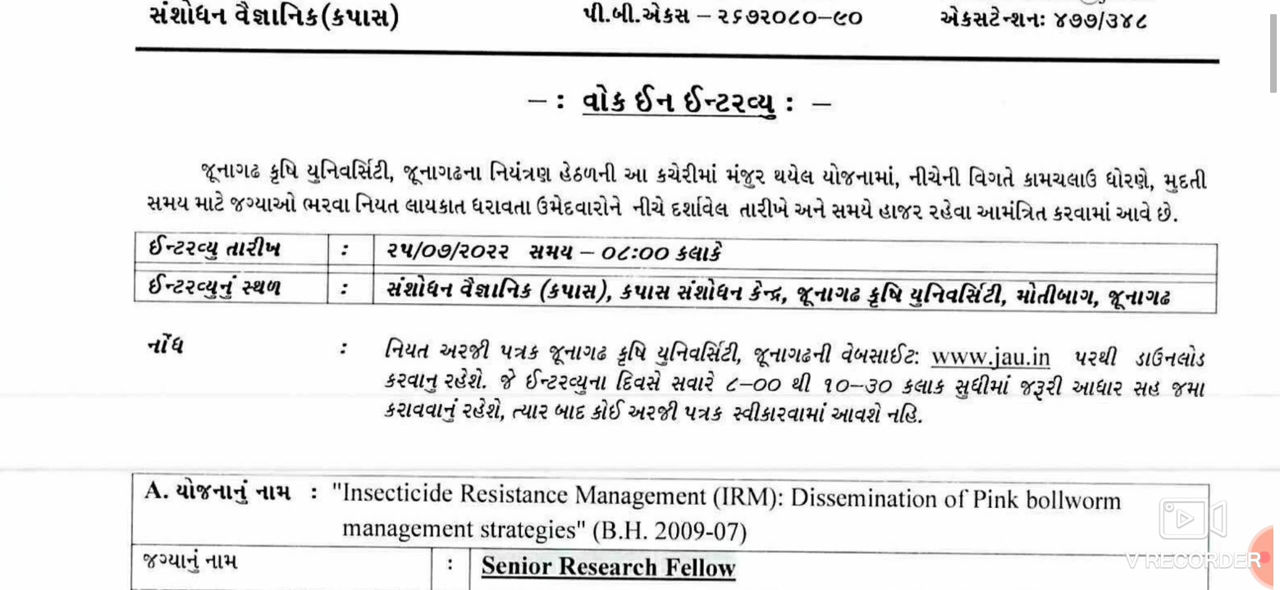 સંશોધન વૈજ્ઞાનિક(કપાસ) પી.બી.એકસ – ૨૬૭૨૦૮૦–૯૦ એકસટેન્શનઃ ૪૭૭/૩૪૮
– : વોક ઈન ઈન્ટરવ્યુ : –
જૂનાગઢ કૃષિ યુનિવર્સિટી, જૂનાગઢના નિયંત્રણ હેઠળની આ કચેરીમાં મંજુર થયેલ યોજનામાં, નીચેની વિગતે કામચલાઉ ધોરણે, મુદતી
સમય માટે જગ્યાઓ ભરવા નિયત લાયકાત ધરાવતા ઉમેદવારોને નીચે દર્શાવેલ તારીખે અને સમયે હાજર રહેવા આમંત્રિત કરવામાં આવે છે.
ઈન્ટરવ્યુ તારીખ : ૨૫/૦૭/૨૦૨૨ સમય – ૦૮:૦૦ કલાકે
ઈન્ટરવ્યુનું સ્થળ : સંશોધન વૈજ્ઞાનિક (કપાસ), કપાસ સંશોધન કેન્દ્ર, જૂનાગઢ કૃષિ યુનિવર્સિટી, મોતીબાગ, જૂનાગઢ
નોંધ : નિયત અરજી પત્રક જૂનાગઢ કૃષિ યુનિવર્સિટી, જૂનાગઢની વેબસાઈટ: www.jau.in પરથી ડાઉનલોડ
કરવાનુ રહેશે. જે ઈન્ટરવ્યુના દિવસે સવારે ૮–૦૦ થી ૧૦–૩૦ કલાક સુધીમાં જરૂરી આધાર સહ જમા
કરાવવાનું રહેશે, ત્યાર બાદ કોઈ અરજી પત્રક સ્વીકારવામાં આવશે નહિ.
A. યોજનાનું નામ : "Insecticide Resistance Management (IRM): Dissemination of Pink bollworm
management strategies" (B.H. 2009-07)
જગ્યાનું નામ : Senior Research Fellow
V RECORDER